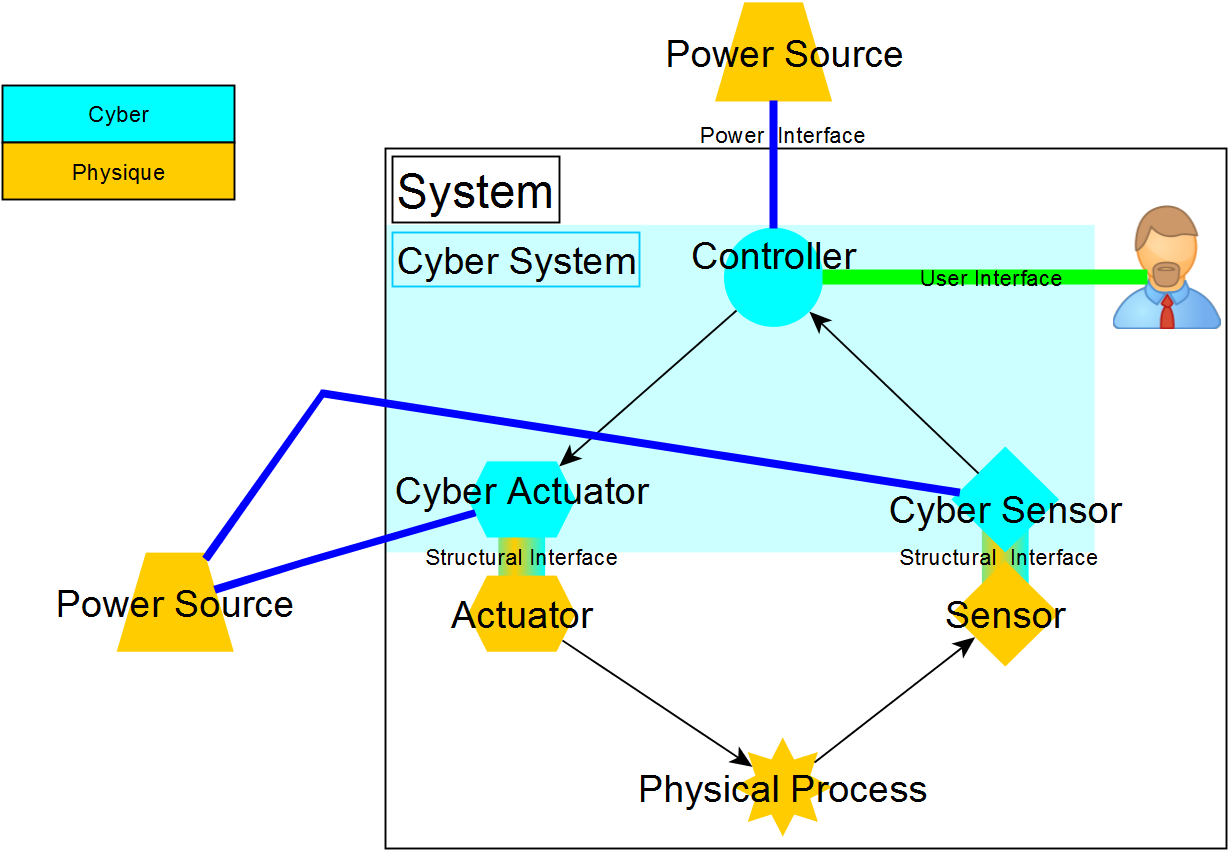 Power Source
Cyber
Physique
Power Interface
System
Cyber System
Controller
User Interface
Cyber Actuator
Cyber Sensor
Structural Interface
Structural Interface
Power Source
Actuator
Sensor
Physical Process